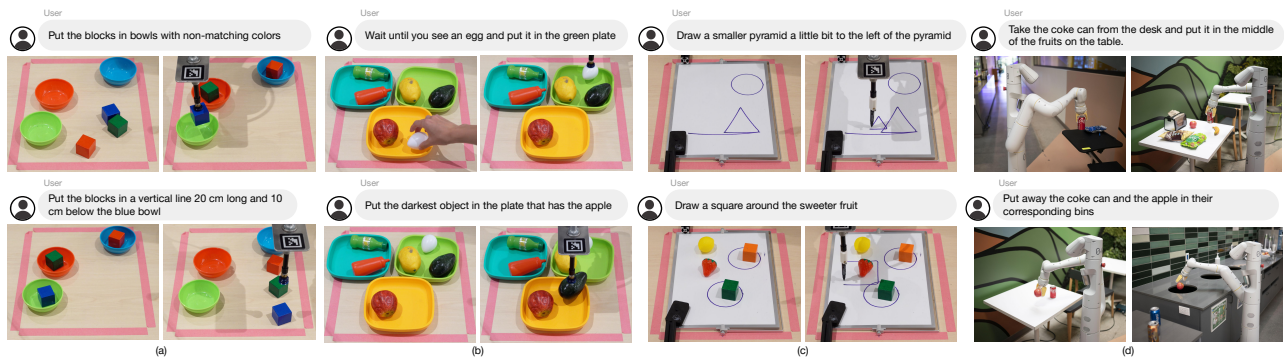 User
Put the blocks in bowls with non-matching colors
User
Wait until you see an egg and put it in the green plate
User
Draw a smaller pyramid a little bit to the left of the pyramid
User
Take the coke can from the desk and put it in the middle
of the fruits on the table.
User
Put the blocks in a vertical line 20 cm long and 10
cm below the blue bowl
User
Put the darkest object in the plate that has the apple
User
Draw a square around the sweeter fruit
User
Put away the coke can and the apple in their
corresponding bins
(a)
(b)
(c)
(d)